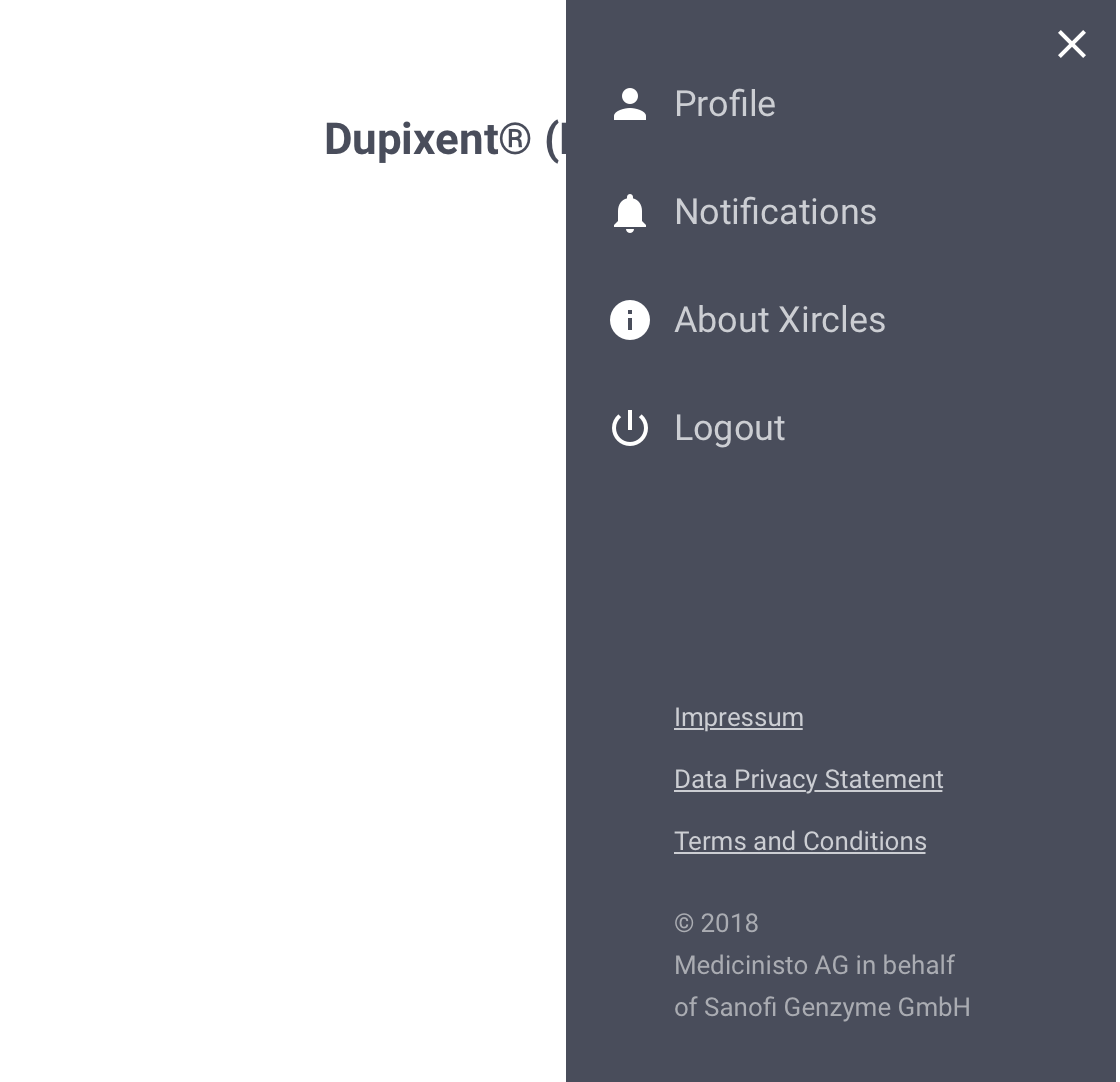 Dupixent® (
Profile
Notifications
About Xircles
Logout
Impressum
Data Privacy Statement
Terms and Conditions
© 2018
Medicinisto AG in behalf
of Sanofi Genzyme GmbH